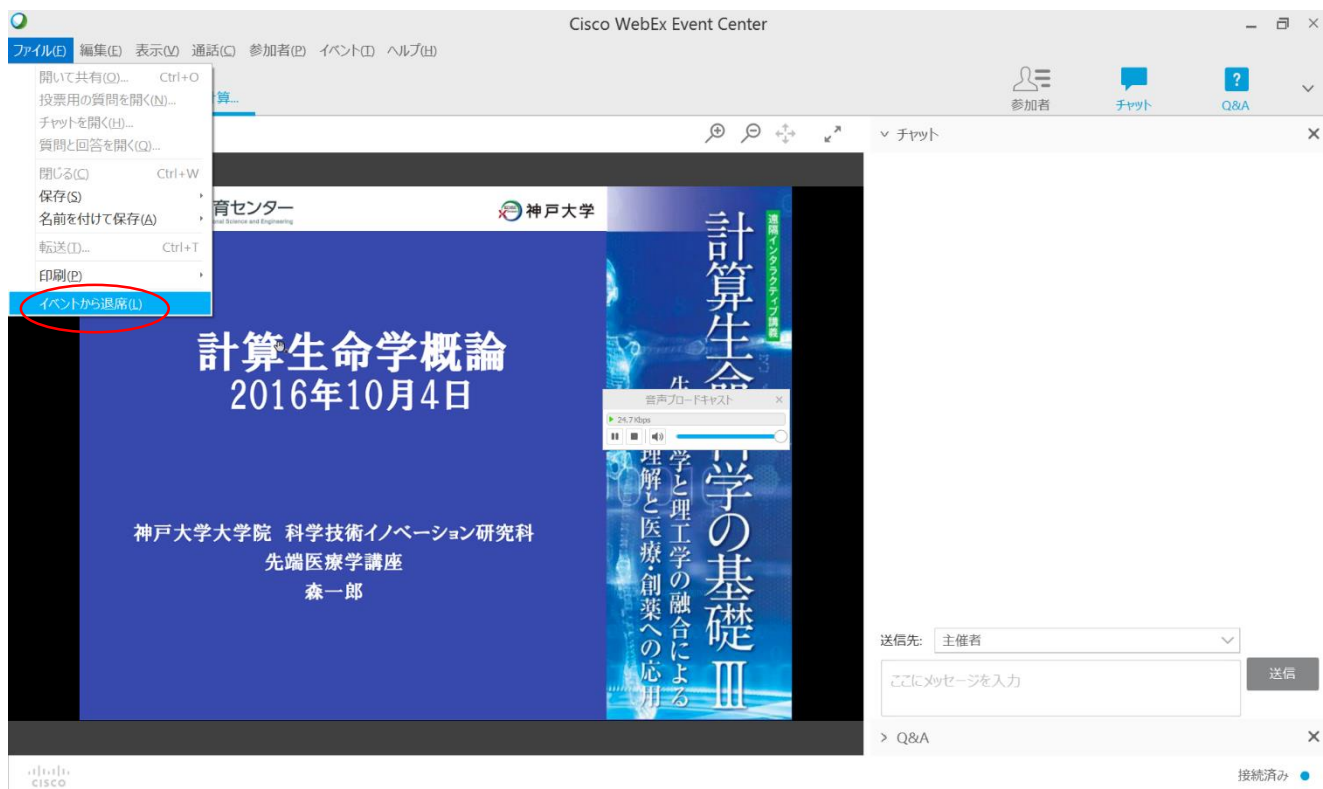 Cisco WebEx Event Center
ファイル(F) 編集(E) 表示(V) 通話(C) 参加者(P) イベント(T) ヘルプ(H)
開いて共有(O)... Ctrl+O
投票用の質問を開く(N)...
チャットを開く(H)...
質問と回答を開く(Q)...
閉じる(C) Ctrl+W
保存(S)
名前を付けて保存(A)
転送(T)... Ctrl+T
印刷(P)
イベントから退席(L)
算...
参加者
チャット
Q&A
育センター
nal Science and Engineering
神戸大学
計算生命学概論
2016年10月4日
神戸大学大学院 科学技術イノベーション研究科
先端医療学講座
森一郎
遠隔インタラクティブ講義
計算生命
学の基礎 III
生
学と理工学の融合による
理解と医療・創薬への応用
音声ブロードキャスト
24.7 Kbps
チャット
送信先: 主催者
ここにメッセージを入力
送信
Q&A
CISCO
接続済み